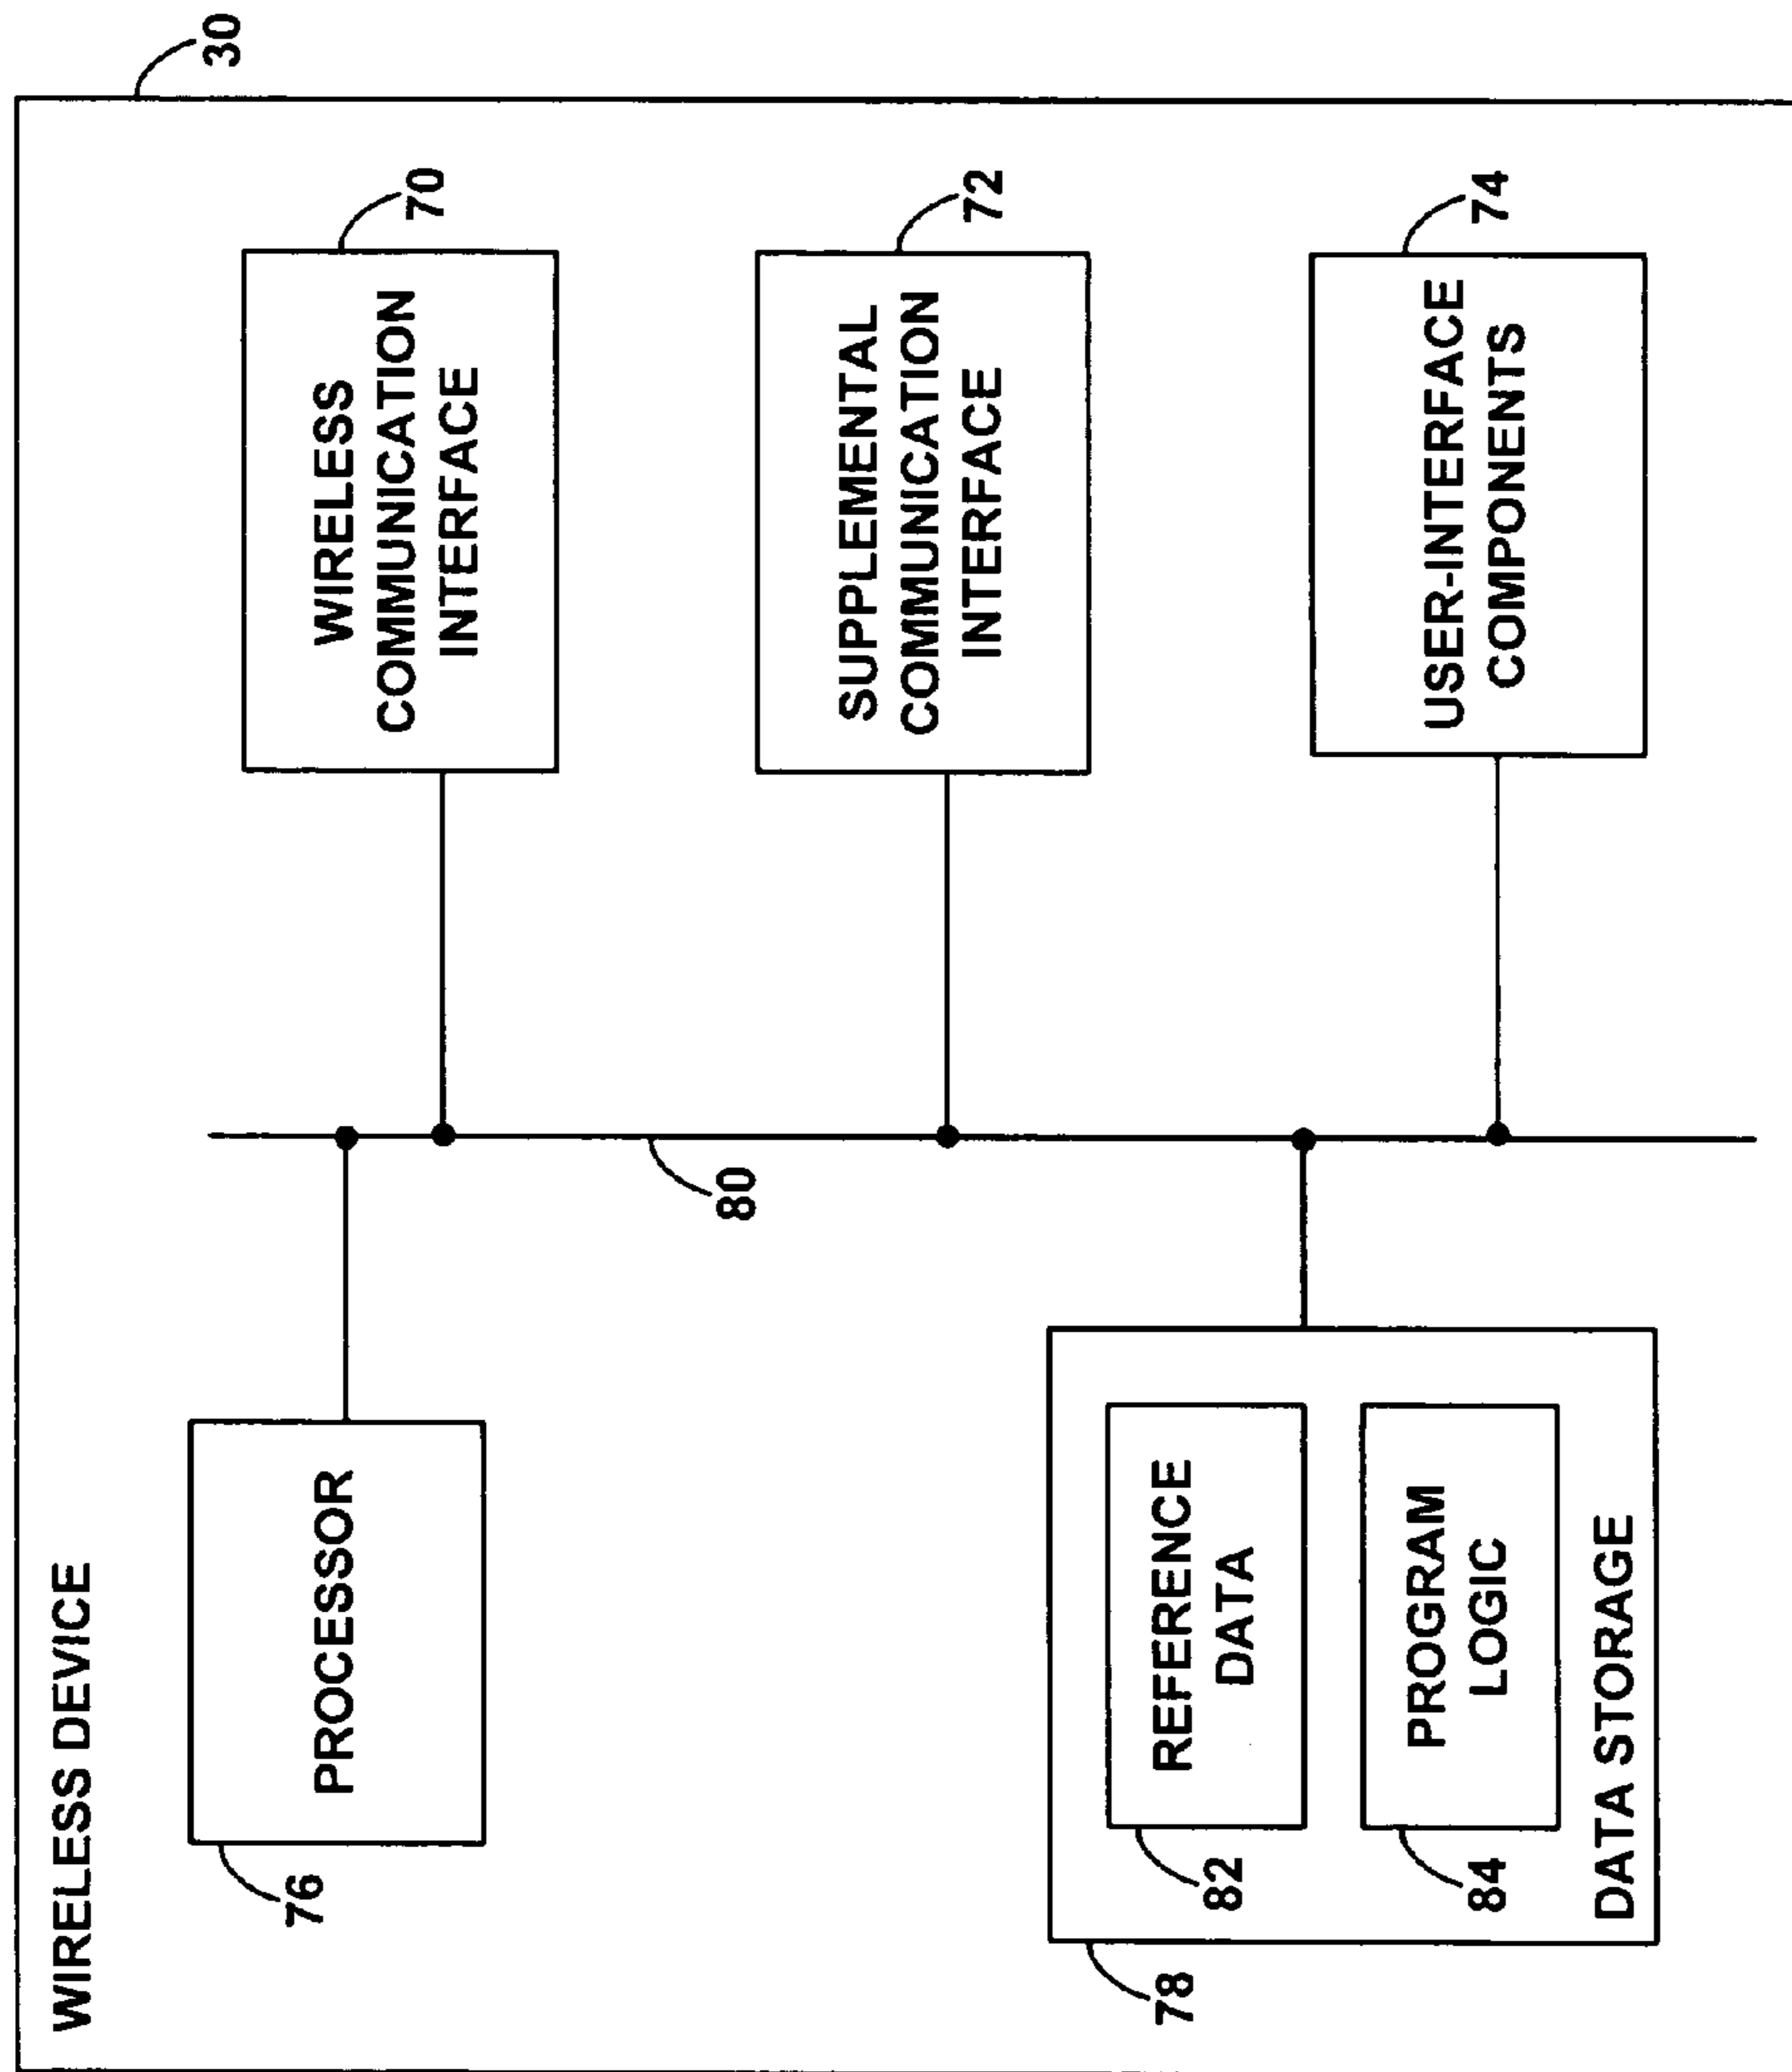 WIRELESS DEVICE
30
PROCESSOR
76
WIRELESS
COMMUNICATION
INTERFACE
70
80
SUPPLEMENTAL
COMMUNICATION
INTERFACE
72
REFERENCE
DATA
82
PROGRAM
LOGIC
84
DATA STORAGE
78
USER-INTERFACE
COMPONENTS
74